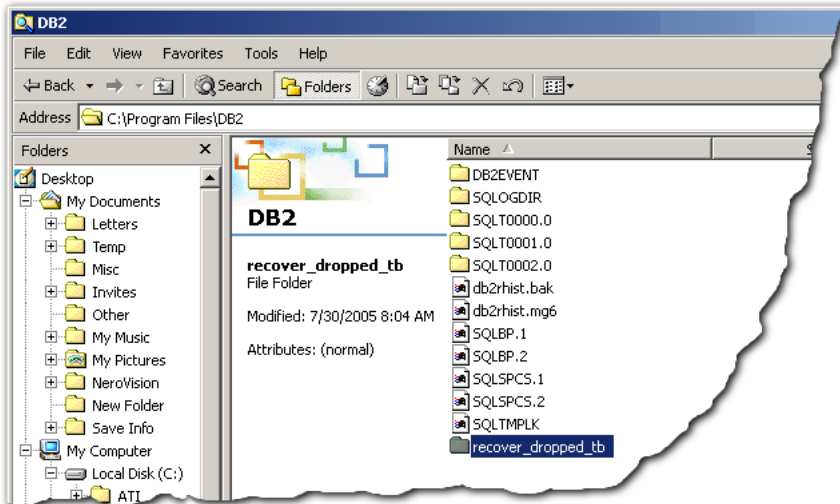 DB2
File Edit View Favorites Tools Help
Back Search Folders
Address C:\Program Files\DB2
Folders
Desktop
My Documents
Letters
Temp
Misc
Invites
Other
My Music
My Pictures
NeroVision
New Folder
Save Info
My Computer
Local Disk (C:)
ATI
DB2
recover_dropped_tb
File Folder
Modified: 7/30/2005 8:04 AM
Attributes: (normal)
Name
DB2EVENT
SQLOGDIR
SQLT0000.0
SQLT0001.0
SQLT0002.0
db2rhist.bak
db2rhist.mg6
SQLBP.1
SQLBP.2
SQLSPCS.1
SQLSPCS.2
SQLTMPLK
recover_dropped_tb